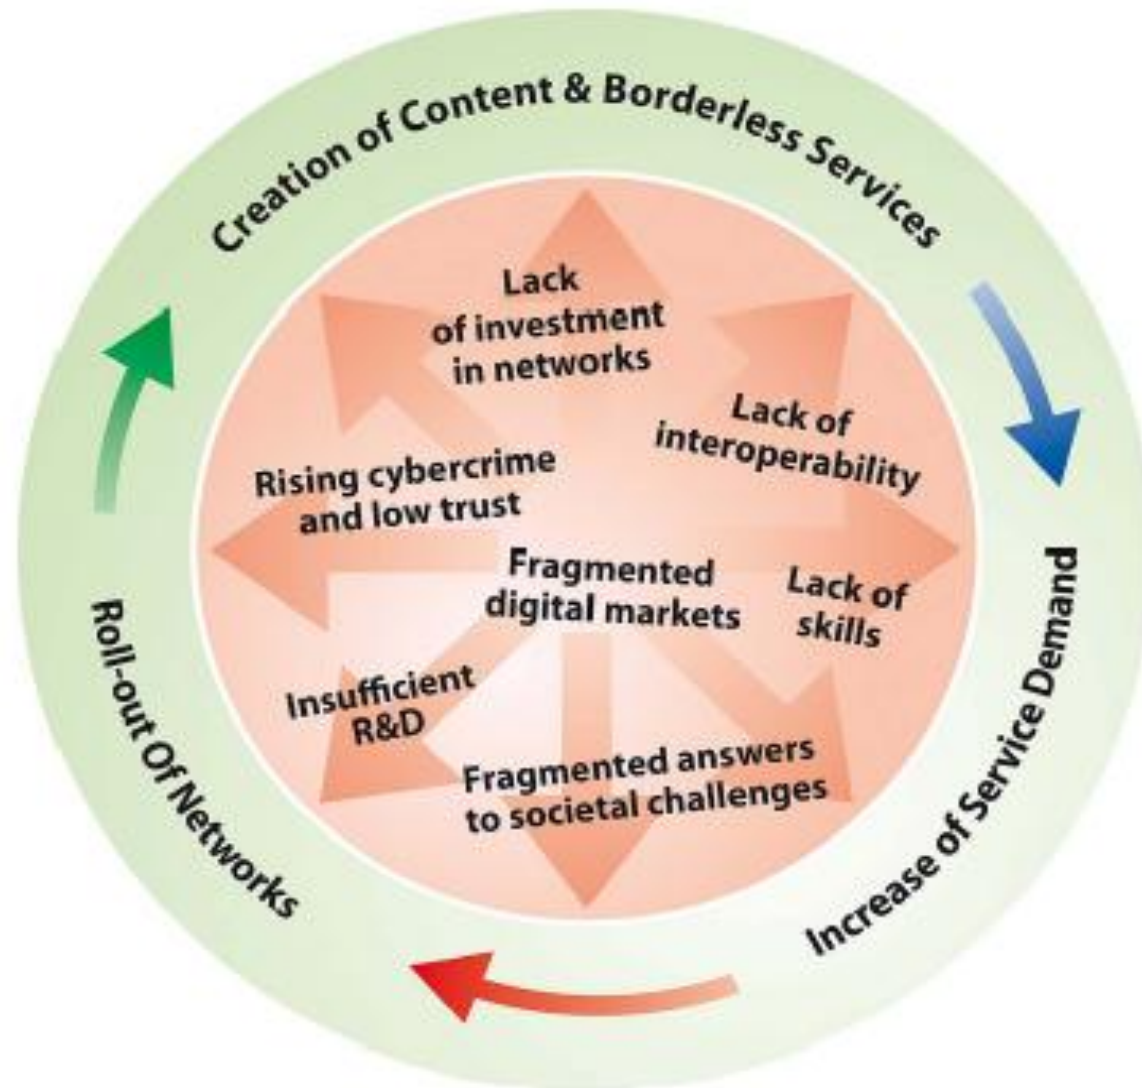 Creation of Content & Borderless Services
Lack
of investment
in networks
Lack of
interoperability
Rising cybercrime
and low trust
Fragmented
digital markets
Lack of
skills
Insufficient
R&D
Fragmented answers
to societal challenges
Increase of Service Demand
Roll-out Of Networks